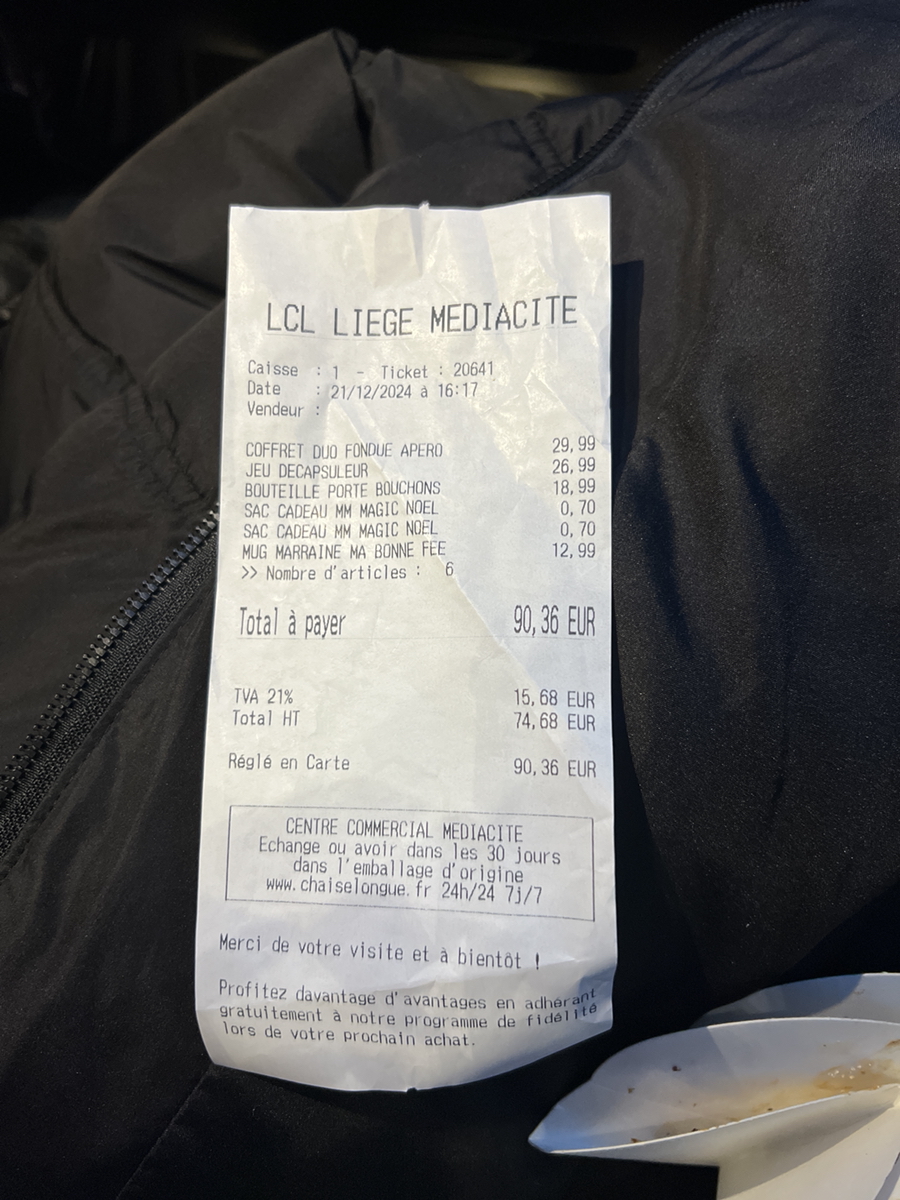 LCL LIEGE MEDIACITE
Caisse : 1 - Ticket : 20641
Date : 21/12/2024 à 16:17
Vendeur :
COFFRET DUO FONDUE APERO 29,99
JEU DECAPSULEUR 26,99
BOUTEILLE PORTE BOUCHONS 18,99
SAC CADEAU MM MAGIC NOEL 0,70
SAC CADEAU MM MAGIC NOEL 0,70
MUG MARRAINE MA BONNE FEE 12,99
>> Nombre d'articles : 6
Total à payer 90,36 EUR
TVA 21% 15,68 EUR
Total HT 74,68 EUR
Réglé en Carte 90,36 EUR
CENTRE COMMERCIAL MEDIACITE
Echange ou avoir dans les 30 jours
dans l'emballage d'origine
www.chaiselongue.fr 24h/24 7j/7
Merci de votre visite et à bientôt !
Profitez davantage d'avantages en adhérant
gratuitement à notre programme de fidélité
lors de votre prochain achat.